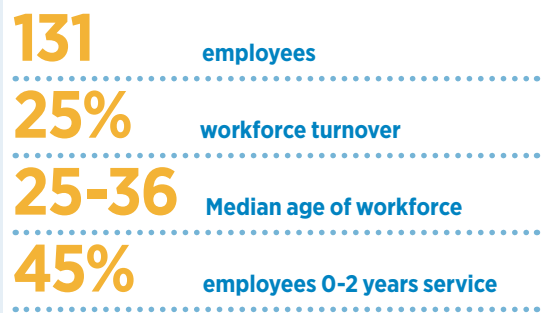 131 employees
25% workforce turnover
25-36 Median age of workforce
45% employees 0-2 years service